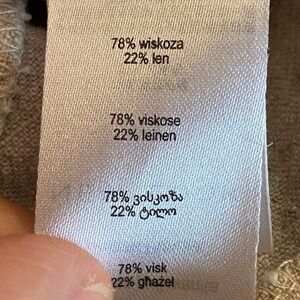 78% wiskoza
22% len
78% viskose
22% leinen
78% ვისკოზა
22% ტილო
78% visk
22% għażel